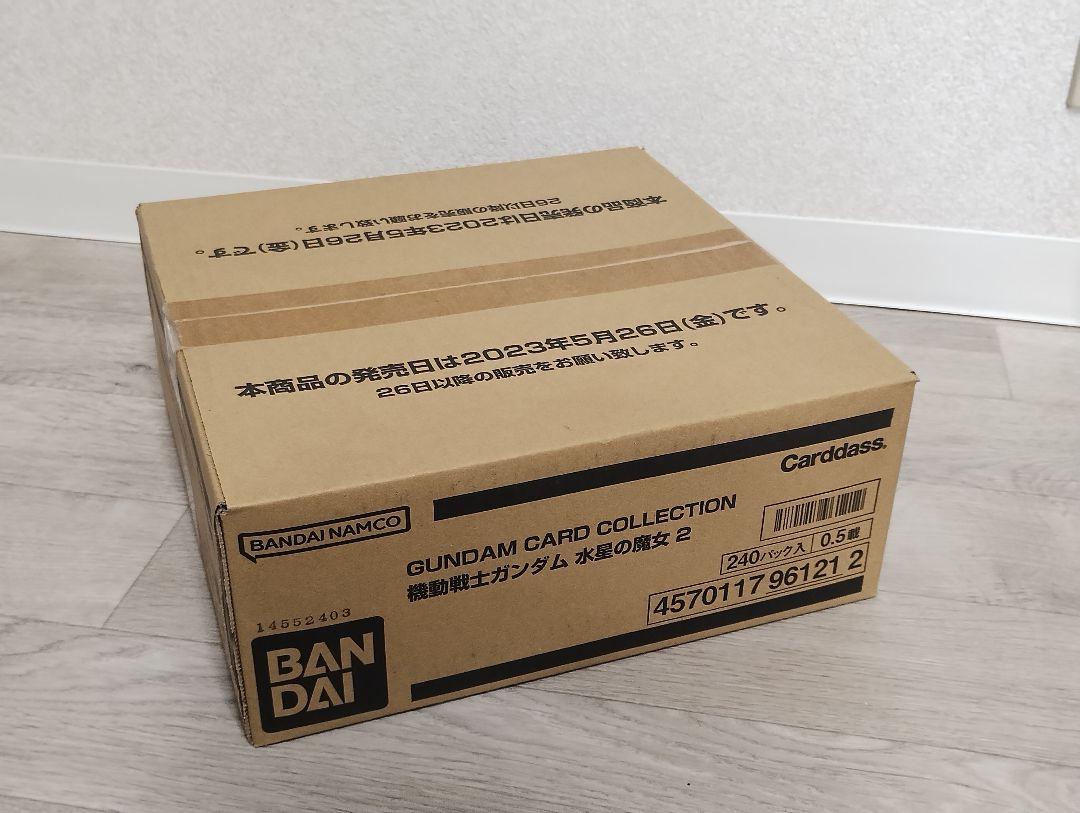 本商品の発売日は2023年5月26日(金)です。
26日以降の販売をお願い致します。
本商品の発売日は2023年5月26日(金)です。
26日以降の販売をお願い致します。
Carddass.
BANDAI NAMCO
GUNDAM CARD COLLECTION
機動戦士ガンダム 水星の魔女 2
240パック入
0.5載
4570117 96121 2
14552403
BAN
DAI